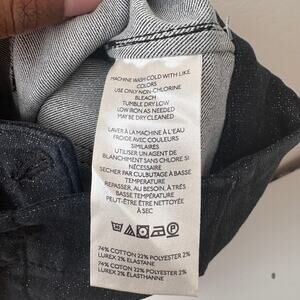 MACHINE WASH COLD WITH LIKE
COLORS
USE ONLY NON-CHLORINE
BLEACH
TUMBLE DRY LOW
LOW IRON AS NEEDED
MAY BE DRY CLEANED
LAVER À LA MACHINE À L'EAU
FROIDE AVEC COULEURS
SIMILAIRES
UTILISER UN AGENT DE
BLANCHIMENT SANS CHLORE SI
NÉCESSAIRE
SECHER PAR CULBUTAGE À BASSE
TEMPERATURE
REPASSER, AU BESOIN, À TRÈS
BASSE TEMPÉRATURE
PEUT-ÊTRE ÊTRE NETTOYÉ
À SEC
74% COTTON 22% POLYESTER 2%
LUREX 2% ELASTANE
74% COTON 22% POLYESTER 2%
LUREX 2% ÉLASTHANNE